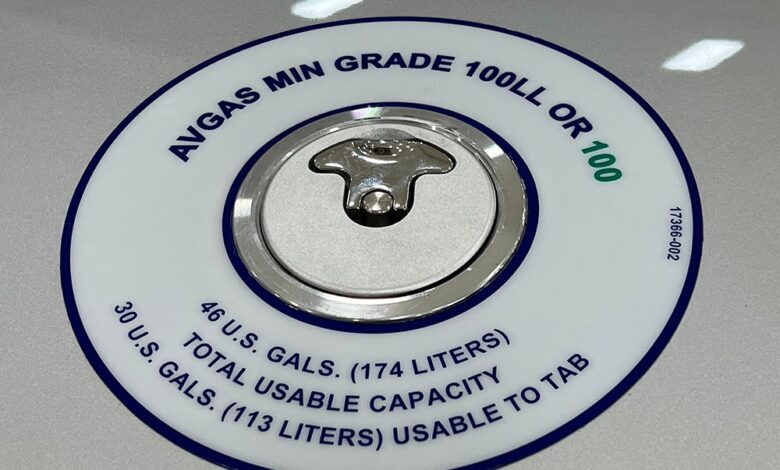 AVGAS MIN GRADE 100LL OR 100
17366-002
46 U.S. GALS. (174 LITERS)
TOTAL USABLE CAPACITY
30 U.S. GALS. (113 LITERS) USABLE TO TAB